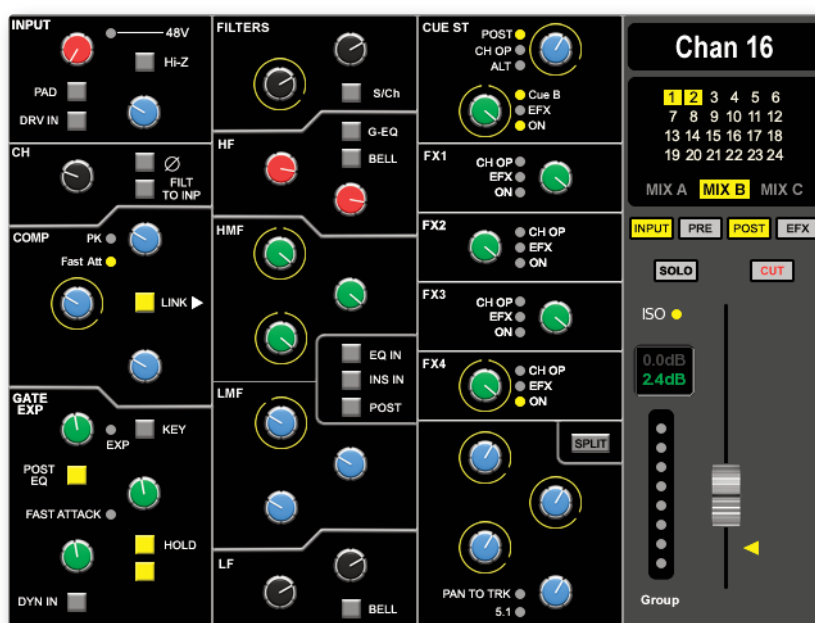 INPUT
48V
Hi-Z
PAD
DRV IN
CH
Ø
FILT
TO INP
COMP
PK
Fast Att
LINK
GATE
EXP
EXP
KEY
POST
EQ
FAST ATTACK
HOLD
DYN IN
FILTERS
S/Ch
HF
G-EQ
BELL
HMF
EQ IN
INS IN
POST
LMF
LF
BELL
CUE ST
POST
CH OP
ALT
Cue B
EFX
ON
FX1
CH OP
EFX
ON
FX2
CH OP
EFX
ON
FX3
CH OP
EFX
ON
FX4
CH OP
EFX
ON
SPLIT
PAN TO TRK
5.1
Chan 16
1 2 3 4 5 6
7 8 9 10 11 12
13 14 15 16 17 18
19 20 21 22 23 24
MIX A MIX B MIX C
INPUT PRE POST EFX
SOLO CUT
ISO
0.0dB
2.4dB
Group